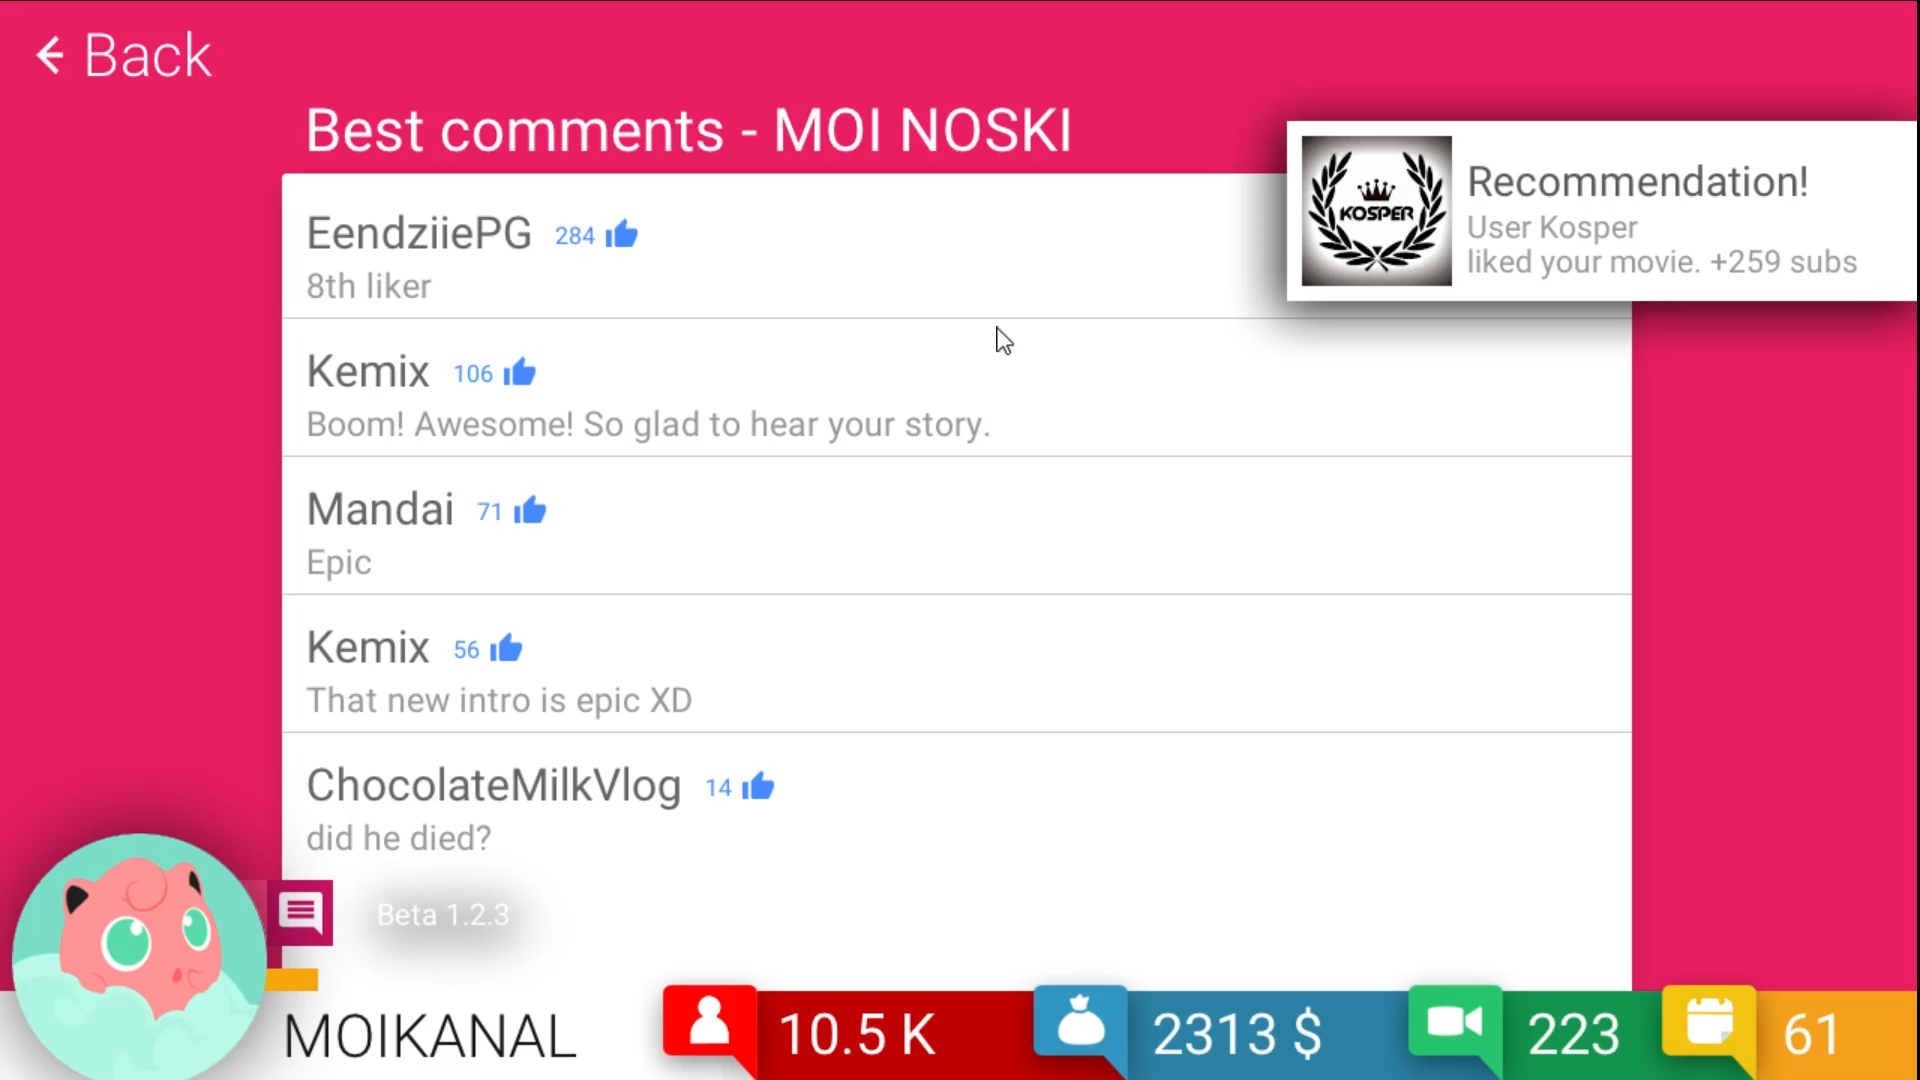 Back
Best comments - MOI NOSKI
KOSPER
Recommendation!
User Kosper
liked your movie. +259 subs
EendziiePG 284
8th liker
Kemix 106
Boom! Awesome! So glad to hear your story.
Mandai 71
Epic
Kemix 56
That new intro is epic XD
ChocolateMilkVlog 14
did he died?
Beta 1.2.3
MOIKANAL
10.5 K
2313 $
223
61